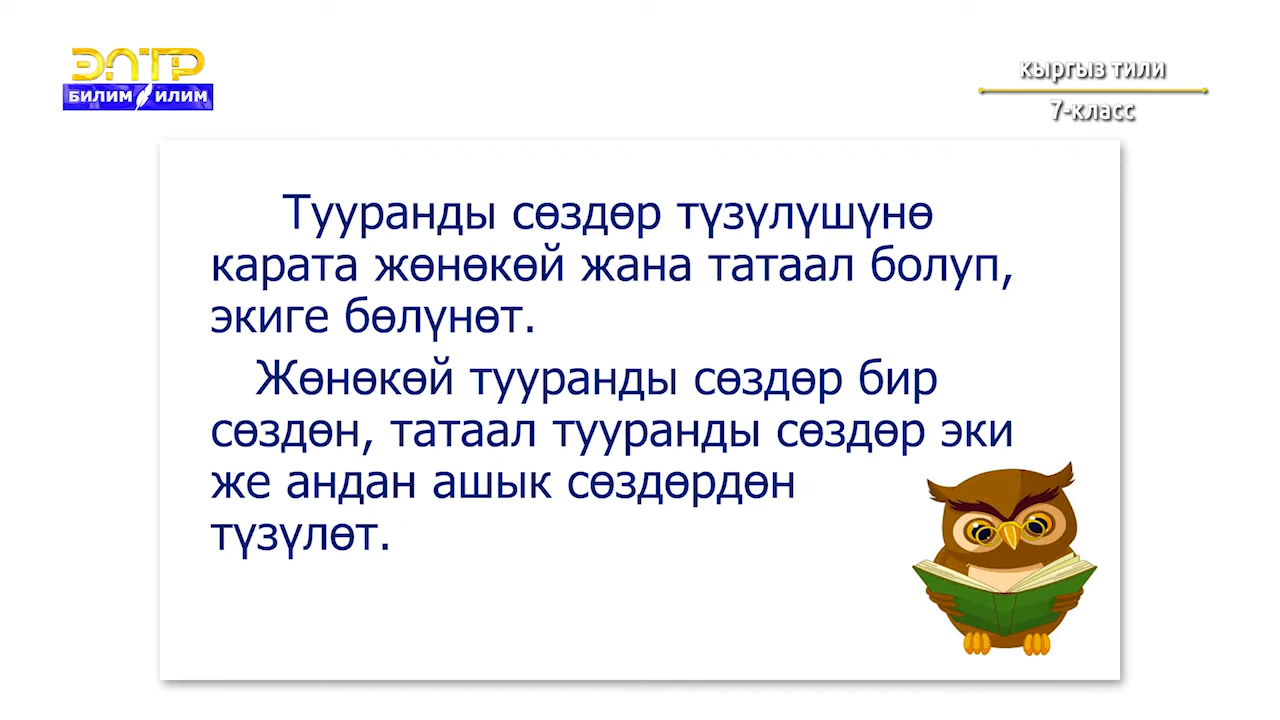 ЭЛТР
БИЛИМ ИЛИМ
кыргыз тили
7-класс
Тууранды сөздөр түзүлүшүнө
карата жөнөкөй жана татаал болуп,
экиге бөлүнөт.
Жөнөкөй тууранды сөздөр бир
сөздөн, татаал тууранды сөздөр эки
же андан ашык сөздөрдөн
түзүлөт.